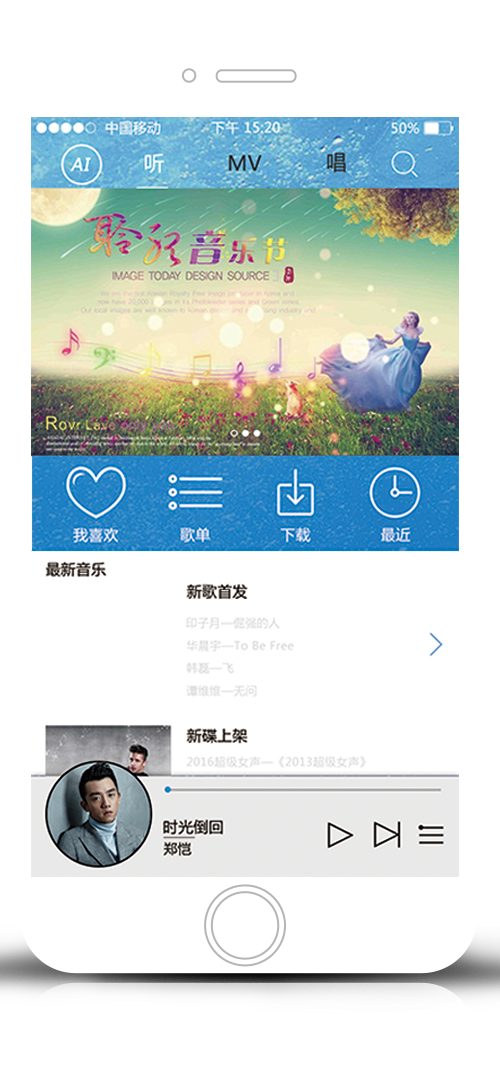 中国移动 下午 15:20 50%
AI 听 MV 唱
聆听音乐节
IMAGE TODAY DESIGN SOURCE
Rovr Lave
我喜欢 歌单 下载 最近
最新音乐
新歌首发
印子月—倔强的人
华晨宇—To Be Free
韩磊—飞
谭维维—无问
新碟上架
2016超级女声—《2013超级女声》
时光倒回
郑恺